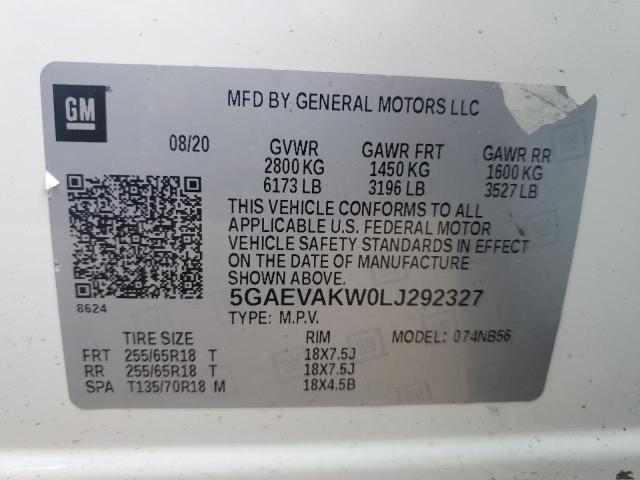 GM
MFD BY GENERAL MOTORS LLC
08/20 GVWR GAWR FRT GAWR RR
2800 KG 1450 KG 1600 KG
6173 LB 3196 LB 3527 LB
THIS VEHICLE CONFORMS TO ALL
APPLICABLE U.S. FEDERAL MOTOR
VEHICLE SAFETY STANDARDS IN EFFECT
ON THE DATE OF MANUFACTURE
SHOWN ABOVE.
8624
5GAEVAKW0LJ292327
TYPE: M.P.V.
TIRE SIZE RIM MODEL: 074NB56
FRT 255/65R18 T 18X7.5J
RR 255/65R18 T 18X7.5J
SPA T135/70R18 M 18X4.5B